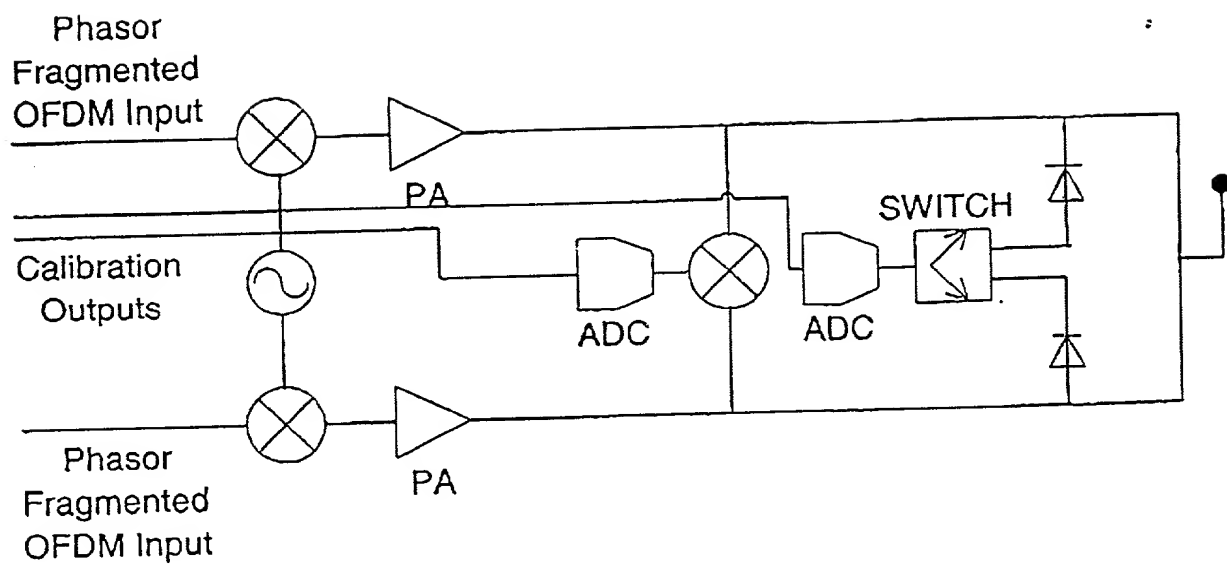 Phasor
Fragmented
OFDM Input
PA
SWITCH
Calibration
Outputs
ADC
ADC
Phasor
Fragmented
OFDM Input
PA